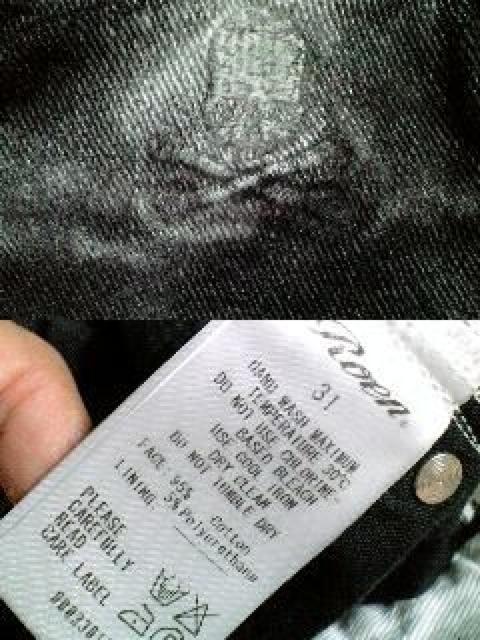 Roen.
31
HAND WASH MAXIMUM
TEMPERATURE 30°C
DO NOT USE CHLORINE
BASED BLEACH
USE COOL IRON
DRY CLEAN
DO NOT TUMBLE DRY
FACE: 95% Cotton
5% Polyurethane
LINING:
PLEASE
CAREFULLY
READ
CARE LABEL